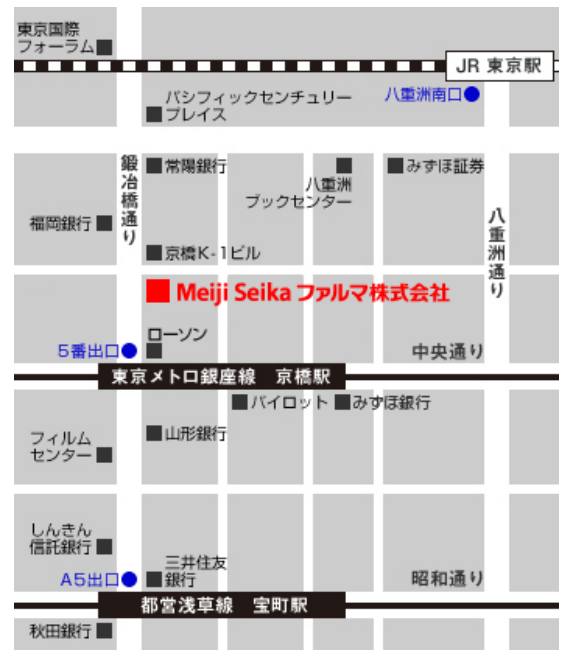 東京国際
フォーラム
JR 東京駅
八重洲南口
パシフィックセンチュリー
プレイス
鍛冶橋通り
常陽銀行
八重洲
ブックセンター
みずほ証券
八重洲通り
福岡銀行
京橋K-1ビル
Meiji Seika ファルマ株式会社
ローソン
5番出口
中央通り
東京メトロ銀座線 京橋駅
パイロット
みずほ銀行
山形銀行
フィルム
センター
しんきん
信託銀行
三井住友
銀行
A5出口
昭和通り
都営浅草線 宝町駅
秋田銀行